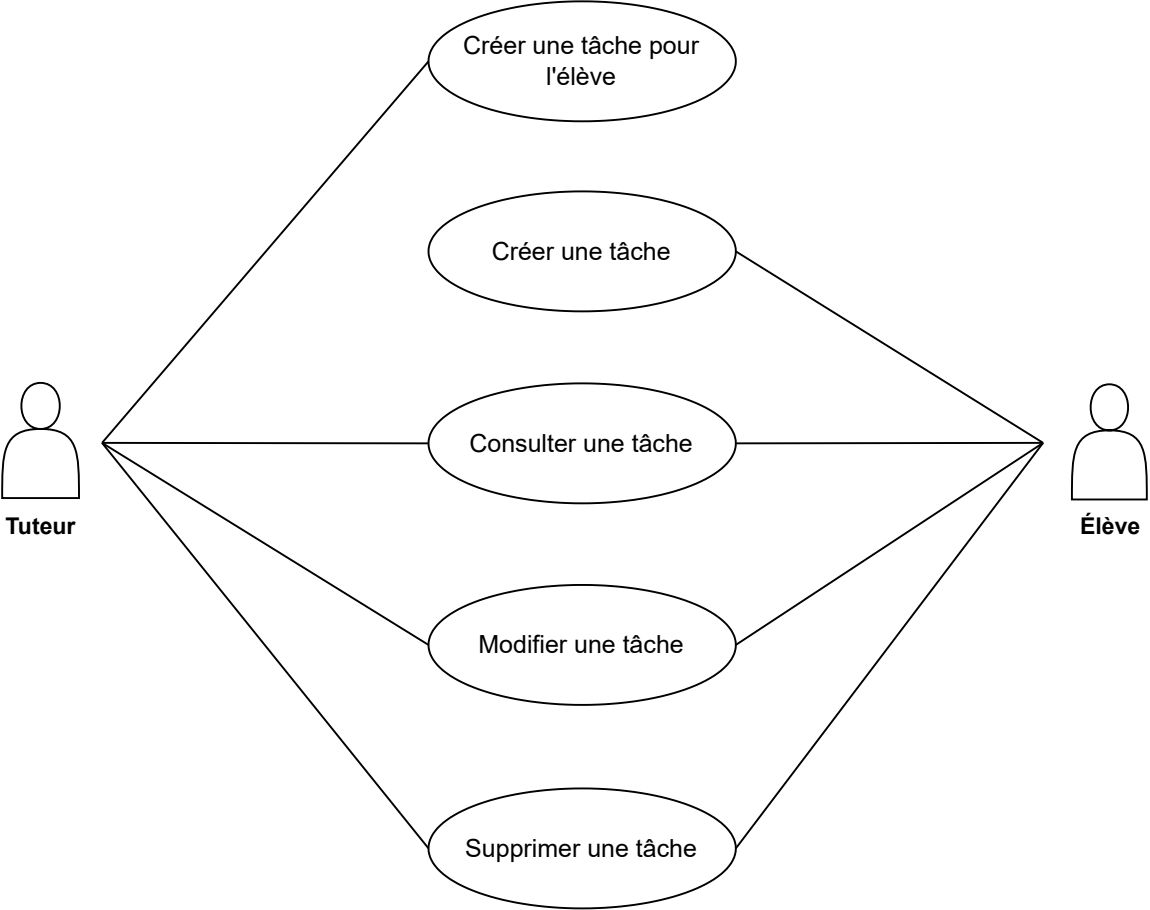 Créer une tâche pour
l'élève
Créer une tâche
Consulter une tâche
Tuteur
Élève
Modifier une tâche
Supprimer une tâche